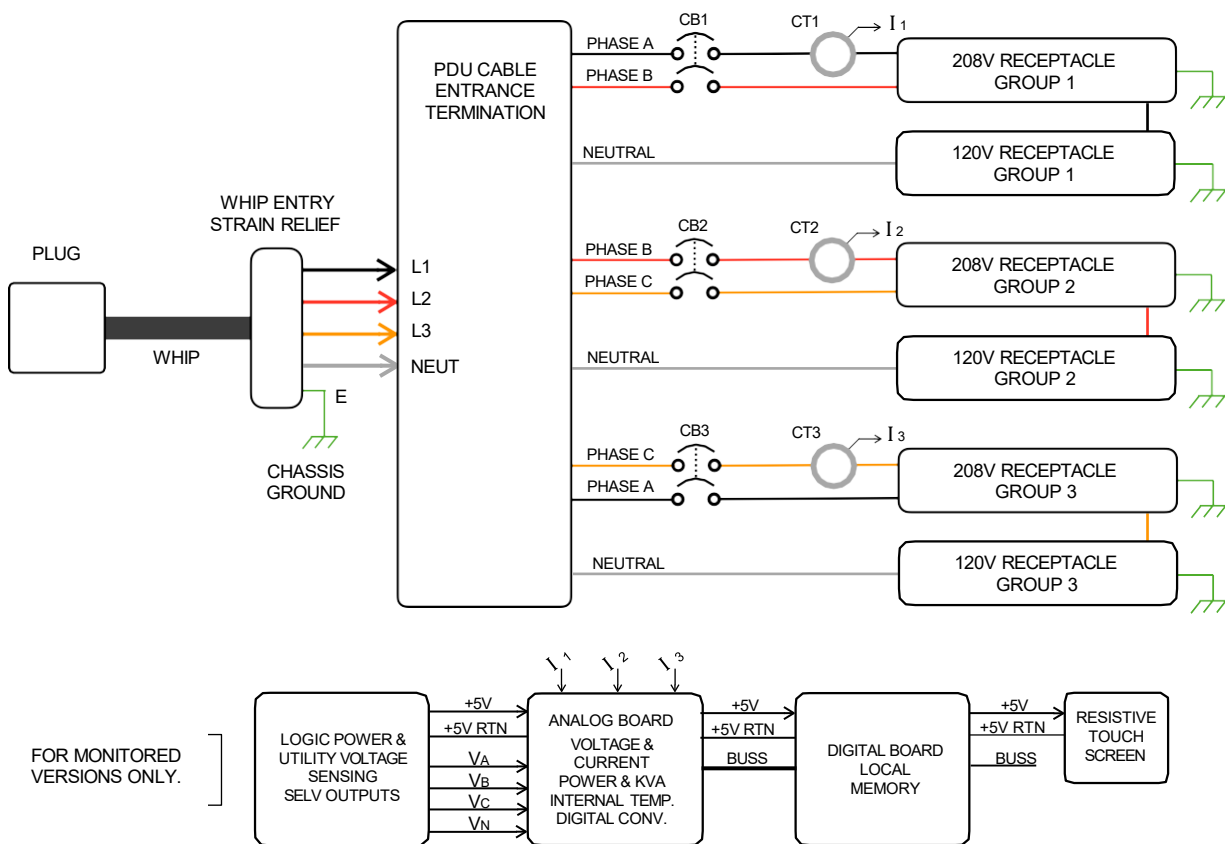 PLUG
WHIP
WHIP ENTRY
STRAIN RELIEF
E
CHASSIS
GROUND
L1
L2
L3
NEUT
PDU CABLE
ENTRANCE
TERMINATION
PHASE A
PHASE B
CB1
CT1
I 1
208V RECEPTACLE
GROUP 1
NEUTRAL
120V RECEPTACLE
GROUP 1
PHASE B
PHASE C
CB2
CT2
I 2
208V RECEPTACLE
GROUP 2
NEUTRAL
120V RECEPTACLE
GROUP 2
PHASE C
PHASE A
CB3
CT3
I 3
208V RECEPTACLE
GROUP 3
NEUTRAL
120V RECEPTACLE
GROUP 3
FOR MONITORED
VERSIONS ONLY.
LOGIC POWER &
UTILITY VOLTAGE
SENSING
SELV OUTPUTS
+5V
+5V RTN
VA
VB
VC
VN
I 1
I 2
I 3
ANALOG BOARD
VOLTAGE &
CURRENT
POWER & KVA
INTERNAL TEMP.
DIGITAL CONV.
+5V
+5V RTN
BUSS
DIGITAL BOARD
LOCAL
MEMORY
+5V
+5V RTN
BUSS
RESISTIVE
TOUCH
SCREEN